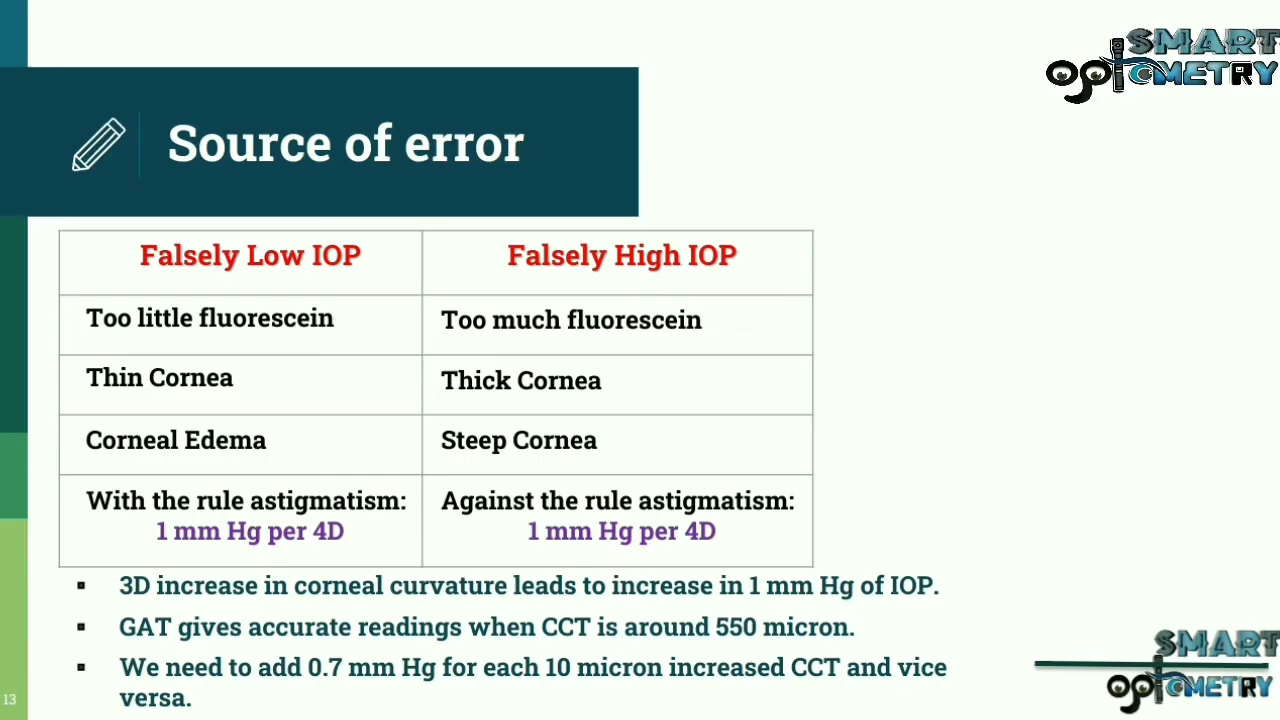 SMART
OPTOMETRY
Source of error
Falsely Low IOP
Falsely High IOP
Too little fluorescein
Too much fluorescein
Thin Cornea
Thick Cornea
Corneal Edema
Steep Cornea
With the rule astigmatism:
1 mm Hg per 4D
Against the rule astigmatism:
1 mm Hg per 4D
▪ 3D increase in corneal curvature leads to increase in 1 mm Hg of IOP.
▪ GAT gives accurate readings when CCT is around 550 micron.
▪ We need to add 0.7 mm Hg for each 10 micron increased CCT and vice
versa.
13
SMART
OPTOMETRY